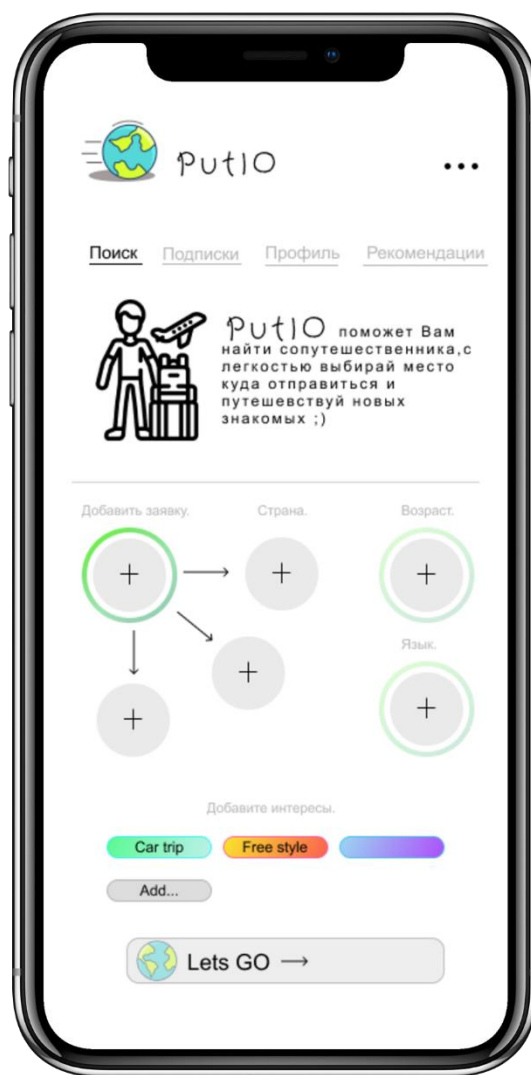 PutIO
Поиск Подписки Профиль Рекомендации
PutIO поможет Вам
найти сопутешественника,с
легкостью выбирай место
куда отправиться и
путешевствуй новых
знакомых ;)
Добавить заявку. Страна. Возраст.
Язык.
Добавите интересы.
Car trip Free style
Add...
Lets GO →